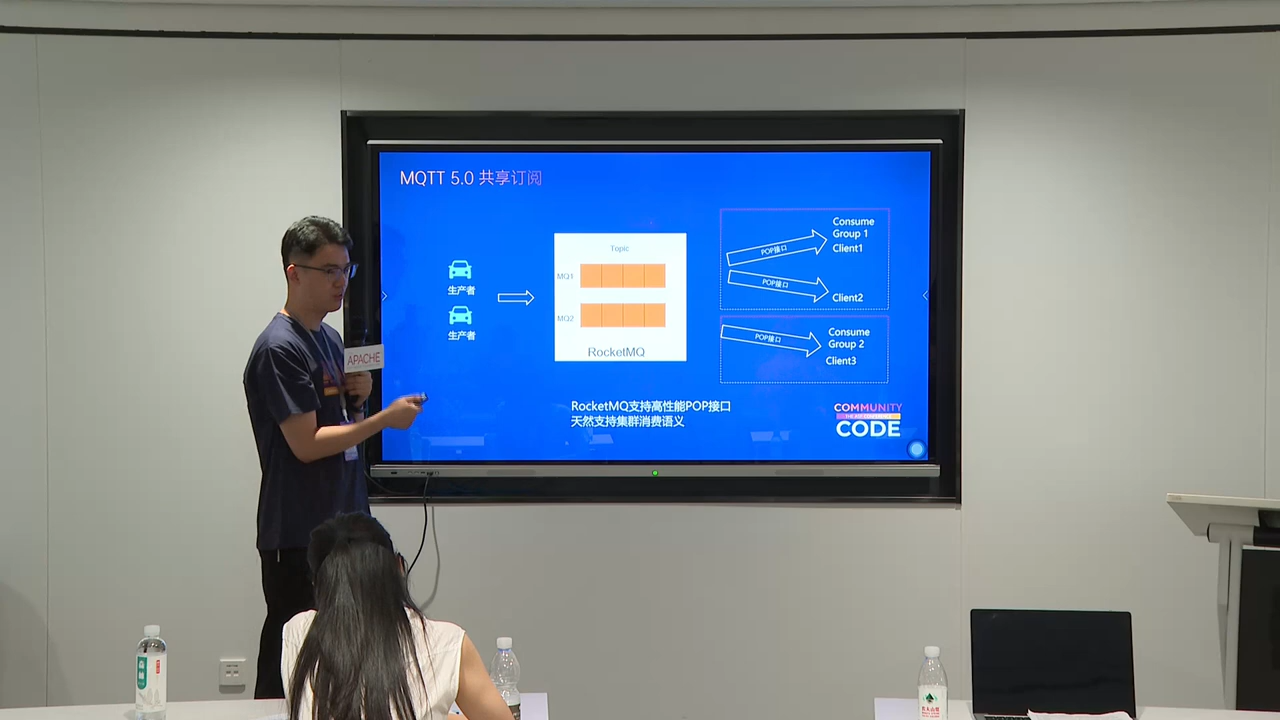 MQTT 5.0 共享订阅
生产者
生产者
Topic
MQ1
MQ2
RocketMQ
POP接口
POP接口
Consume
Group 1
Client1
Client2
POP接口
Consume
Group 2
Client3
RocketMQ支持高性能POP接口
天然支持集群消费语义
COMMUNITY
CODE
APACHE